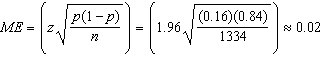 ME = (z√(p(1−p)/n)) = (1.96√((0.16)(0.84)/1334)) ≈ 0.02